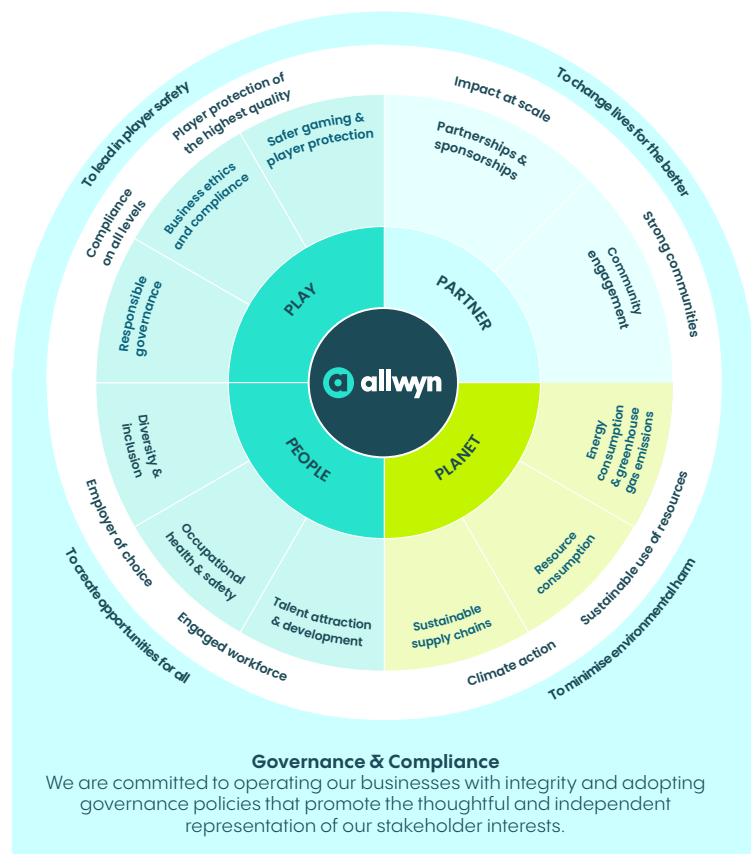 To lead in player safety
Player protection of
the highest quality
Compliance
on all levels
Safer gaming &
player protection
Business ethics
and compliance
Responsible
governance
PLAY
To change lives for the better
Impact at scale
Strong communities
Partnerships &
sponsorships
Community
engagement
PARTNER
allwyn
PEOPLE
Diversity &
inclusion
Occupational
health & safety
Talent attraction
& development
Employer of choice
Engaged workforce
To create opportunities for all
PLANET
Energy
consumption
& greenhouse
gas emissions
Resource
consumption
Sustainable
supply chains
Sustainable use of resources
Climate action
To minimise environmental harm
Governance & Compliance
We are committed to operating our businesses with integrity and adopting
governance policies that promote the thoughtful and independent
representation of our stakeholder interests.